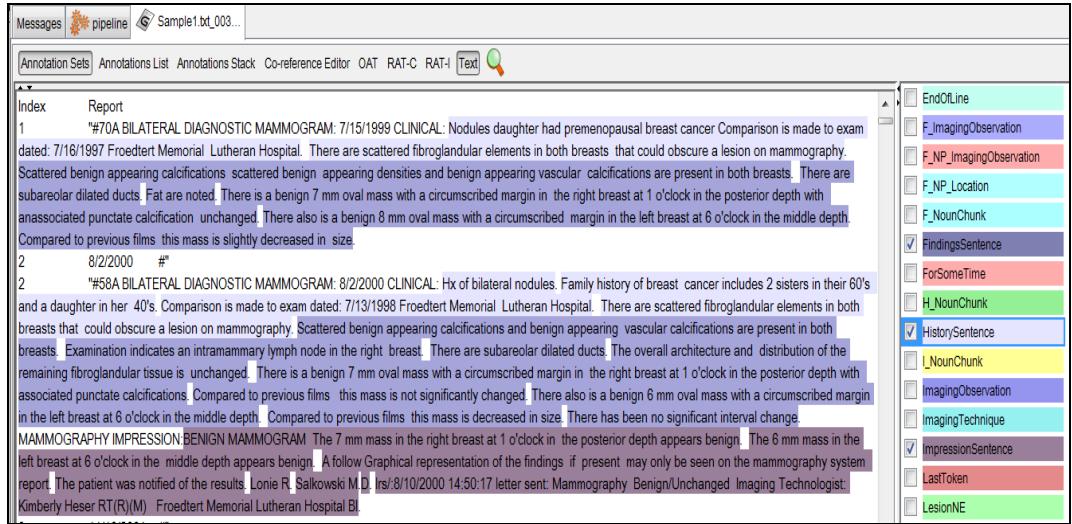 Messages pipeline Sample1.txt_003...
Annotation Sets Annotations List Annotations Stack Co-reference Editor OAT RAT-C RAT-I Text
Index Report
1 "#70A BILATERAL DIAGNOSTIC MAMMOGRAM: 7/15/1999 CLINICAL: Nodules daughter had premenopausal breast cancer Comparison is made to exam
dated: 7/16/1997 Froedtert Memorial Lutheran Hospital. There are scattered fibroglandular elements in both breasts that could obscure a lesion on mammography.
Scattered benign appearing calcifications scattered benign appearing densities and benign appearing vascular calcifications are present in both breasts. There are
subareolar dilated ducts. Fat are noted. There is a benign 7 mm oval mass with a circumscribed margin in the right breast at 1 o'clock in the posterior depth with
anassociated punctate calcification unchanged. There also is a benign 8 mm oval mass with a circumscribed margin in the left breast at 6 o'clock in the middle depth.
Compared to previous films this mass is slightly decreased in size.
2 8/2/2000 #"
2 "#58A BILATERAL DIAGNOSTIC MAMMOGRAM: 8/2/2000 CLINICAL: Hx of bilateral nodules. Family history of breast cancer includes 2 sisters in their 60's
and a daughter in her 40's. Comparison is made to exam dated: 7/13/1998 Froedtert Memorial Lutheran Hospital. There are scattered fibroglandular elements in both
breasts that could obscure a lesion on mammography. Scattered benign appearing calcifications and benign appearing vascular calcifications are present in both
breasts. Examination indicates an intramammary lymph node in the right breast. There are subareolar dilated ducts. The overall architecture and distribution of the
remaining fibroglandular tissue is unchanged. There is a benign 7 mm oval mass with a circumscribed margin in the right breast at 1 o'clock in the posterior depth with
associated punctate calcifications. Compared to previous films this mass is not significantly changed. There also is a benign 6 mm oval mass with a circumscribed margin
in the left breast at 6 o'clock in the middle depth. Compared to previous films this mass is decreased in size. There has been no significant interval change.
MAMMOGRAPHY IMPRESSION:BENIGN MAMMOGRAM The 7 mm mass in the right breast at 1 o'clock in the posterior depth appears benign. The 6 mm mass in the
left breast at 6 o'clock in the middle depth appears benign. A follow Graphical representation of the findings if present may only be seen on the mammography system
report. The patient was notified of the results. Lonie R. Salkowski M.D. lrs/:8/10/2000 14:50:17 letter sent: Mammography Benign/Unchanged Imaging Technologist:
Kimberly Heser RT(R)(M) Froedtert Memorial Lutheran Hospital BI.
EndOfLine
F_ImagingObservation
F_NP_ImagingObservation
F_NP_Location
F_NounChunk
FindingsSentence
ForSomeTime
H_NounChunk
HistorySentence
I_NounChunk
ImagingObservation
ImagingTechnique
ImpressionSentence
LastToken
LesionNE